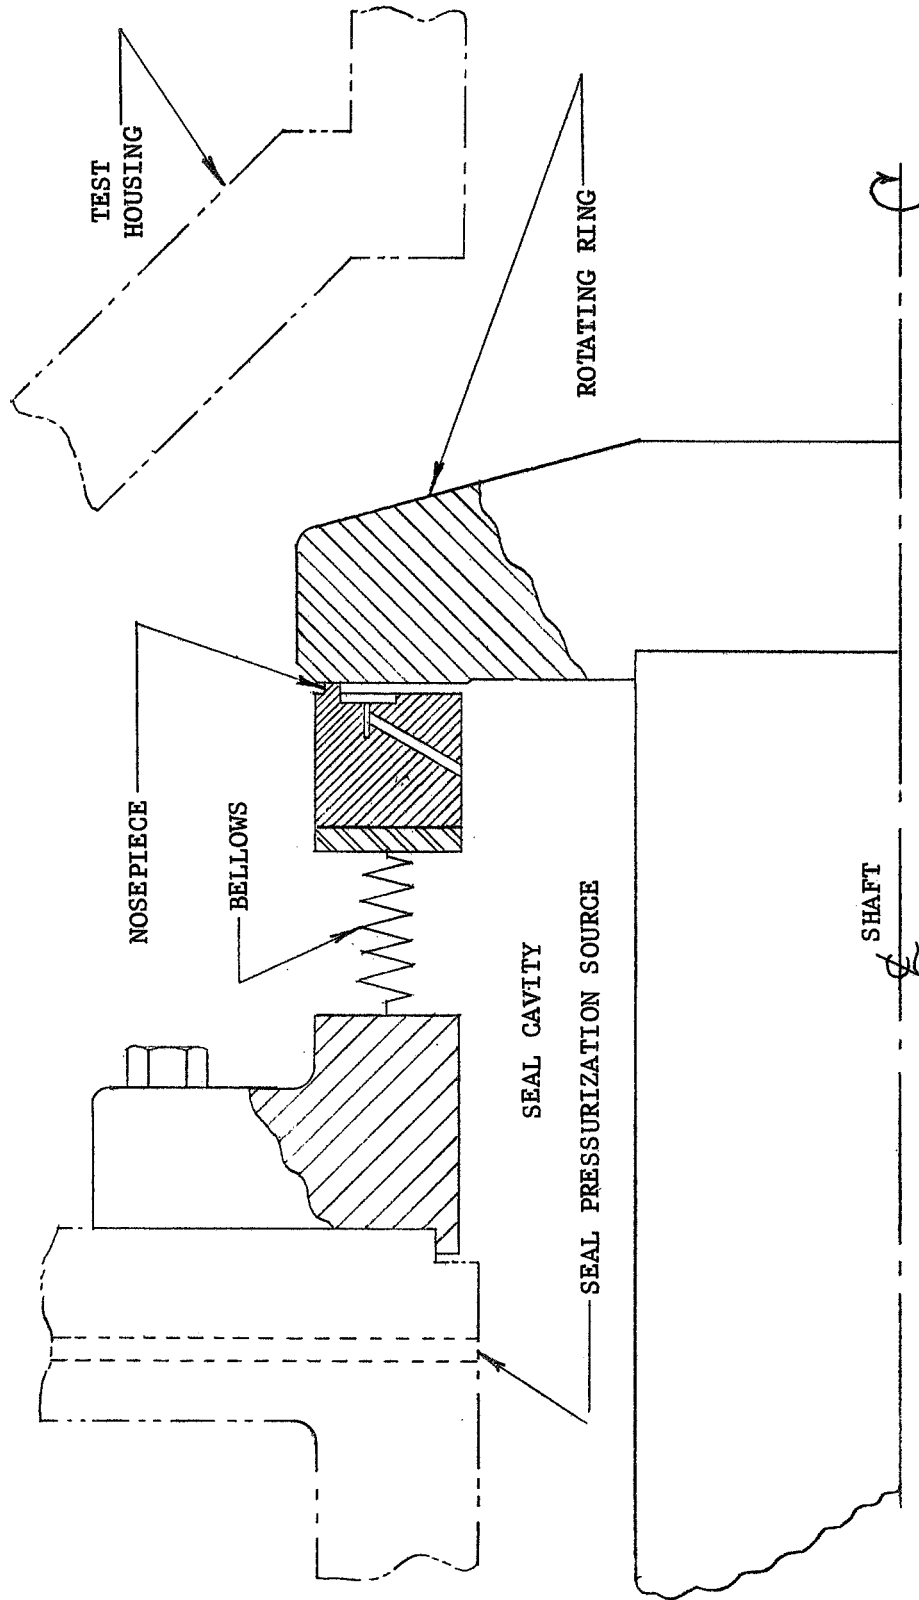 TEST
HOUSING
ROTATING RING
NOSEPIECE
BELLOWS
SEAL CAVITY
SEAL PRESSURIZATION SOURCE
SHAFT
℄